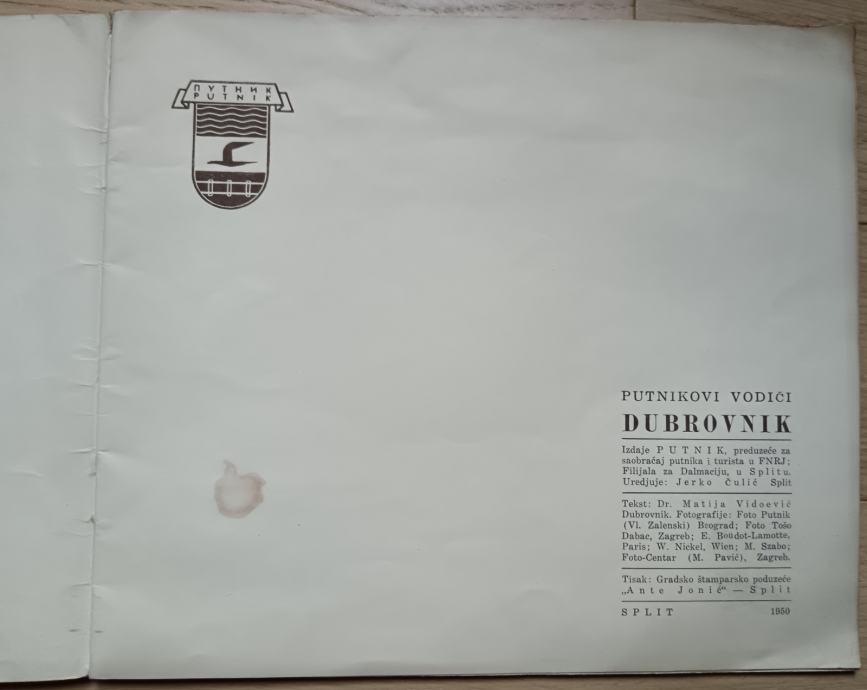 ПУТНИК
PUTNIK
PUTNIKOVI VODIČI
DUBROVNIK
Izdaje PUTNIK, preduzeće za
saobraćaj putnika i turista u FNRJ;
Filijala za Dalmaciju, u Splitu.
Uredjuje: Jerko Čulić Split
Tekst: Dr. Matija Vidoević
Dubrovnik. Fotografije: Foto Putnik
(Vl. Zalenski) Beograd; Foto Tošo
Dabac, Zagreb; E. Boudot-Lamotte,
Paris; W. Nickel, Wien; M. Szabo;
Foto-Centar (M. Pavić), Zagreb.
Tisak: Gradsko štamparsko poduzeće
„Ante Jonić“ — Split
SPLIT 1950